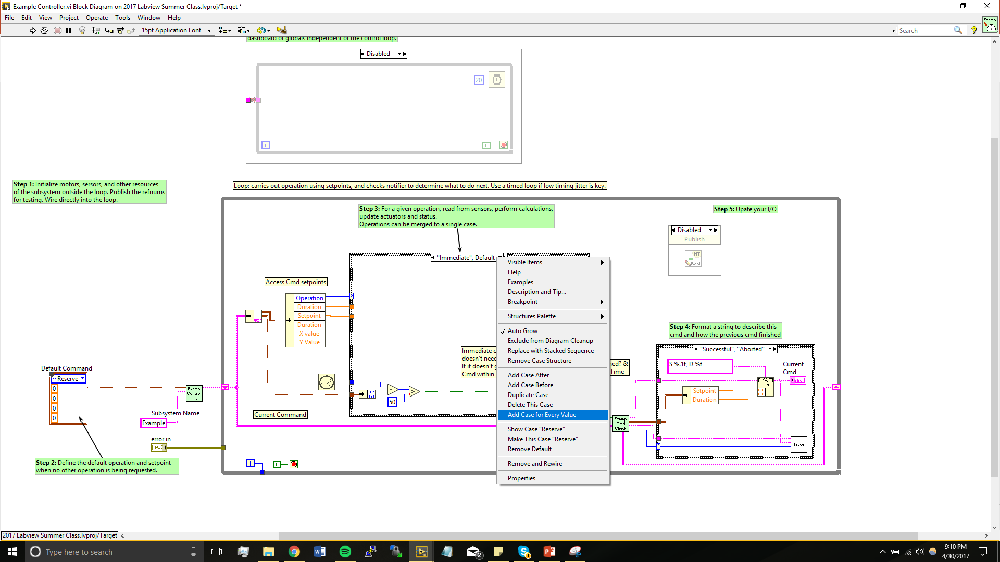 Example Controller.vi Block Diagram on 2017 Labview Summer Class.lvproj/Target *
File Edit View Project Operate Tools Window Help
15pt Application Font
Search
Examp
dashboard or globals independent of the control loop.
Disabled
20
i
F
Step 1: Initialize motors, sersors, and other resources
of the subsystem outside the loop. Publish the refnums
for testing. Wire directly into the loop.
Loop: carries out operation using setpoints, and checks notifier to determine what to do next. Use a timed loop if low timing jitter is key.
Step 3: For a given operation, read from sensors, perform calculations,
update actuators and status.
Operations can be merged to a single case.
Step 5: Upate your I/O
Disabled
Publish
NT
Bool
"Immediate", Default
Visible Items
Help
Examples
Description and Tip...
Breakpoint
Structures Palette
Auto Grow
Exclude from Diagram Cleanup
Replace with Stacked Sequence
Remove Case Structure
Add Case After
Add Case Before
Duplicate Case
Delete This Case
Add Case for Every Value
Show Case "Reserve"
Make This Case "Reserve"
Remove Default
Remove and Rewire
Properties
Access Cmd setpoints
Operation
Duration
Setpoint
Duration
X value
Y Value
?
Immediate c
doesn't need
If it doesn't g
Cmd within
ned? &
Time
U32
I32
50
Step 4: Format a string to describe this
cmd and how the previous cmd finished
"Successful", "Aborted"
S %.1f, D %f
Current
Cmd
abc
Setpoint
Duration
DBL
DBL
Trace
?
Examp
Cmd
Check
Default Command
Reserve
0
0
0
0
Examp
Control
Init
Subsystem Name
Example
error in
Current Command
i
F
Step 2: Define the default operation and setpoint --
when no other operation is being requested.
2017 Labview Summer Class.lvproj/Target
Type here to search
2
1
9:10 PM
4/30/2017